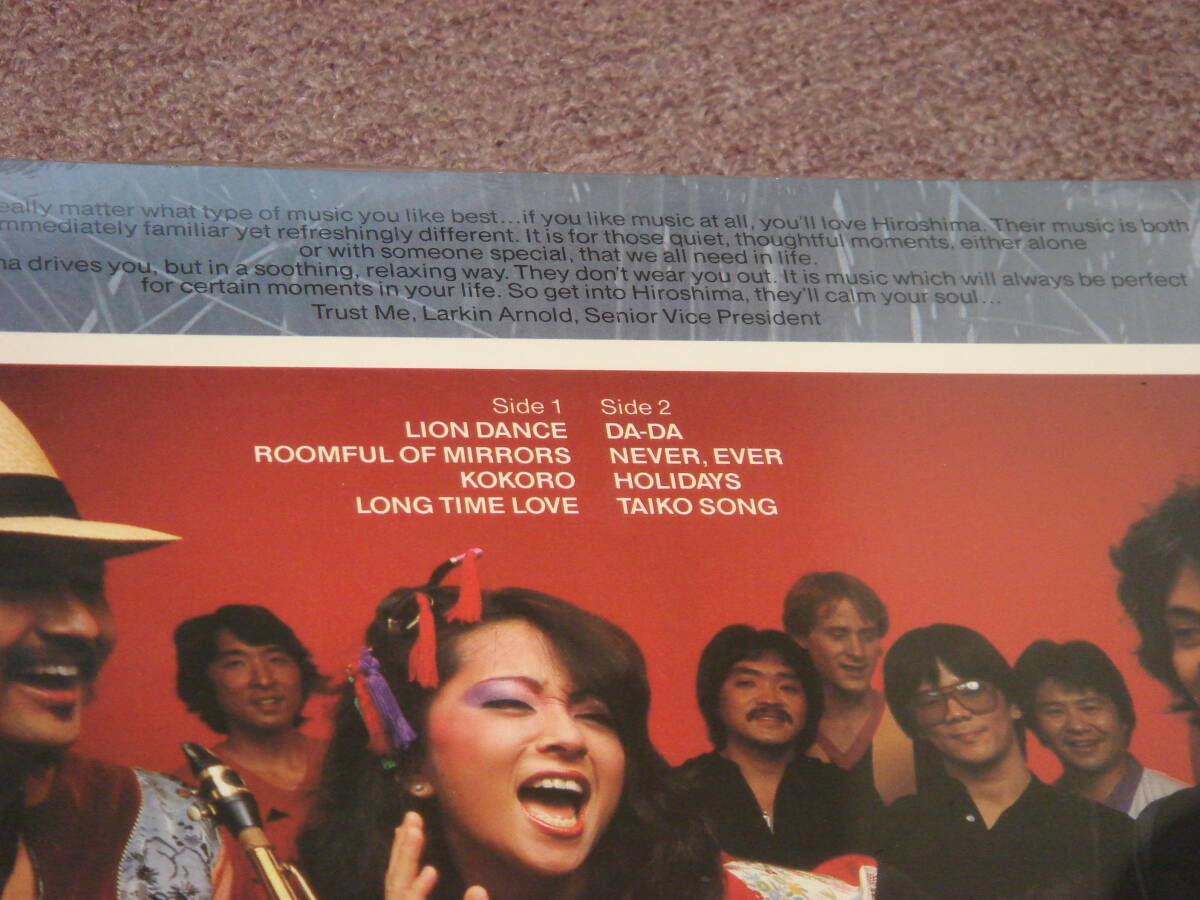 eally matter what type of music you like best...if you like music at all, you'll love Hiroshima. Their music is both
mmediately familiar yet refreshingly different. It is for those quiet, thoughtful moments, either alone
or with someone special, that we all need in life.
na drives you, but in a soothing, relaxing way. They don't wear you out. It is music which will always be perfect
for certain moments in your life. So get into Hiroshima, they'll calm your soul...
Trust Me, Larkin Arnold, Senior Vice President
Side 1 Side 2
LION DANCE DA-DA
ROOMFUL OF MIRRORS NEVER, EVER
KOKORO HOLIDAYS
LONG TIME LOVE TAIKO SONG